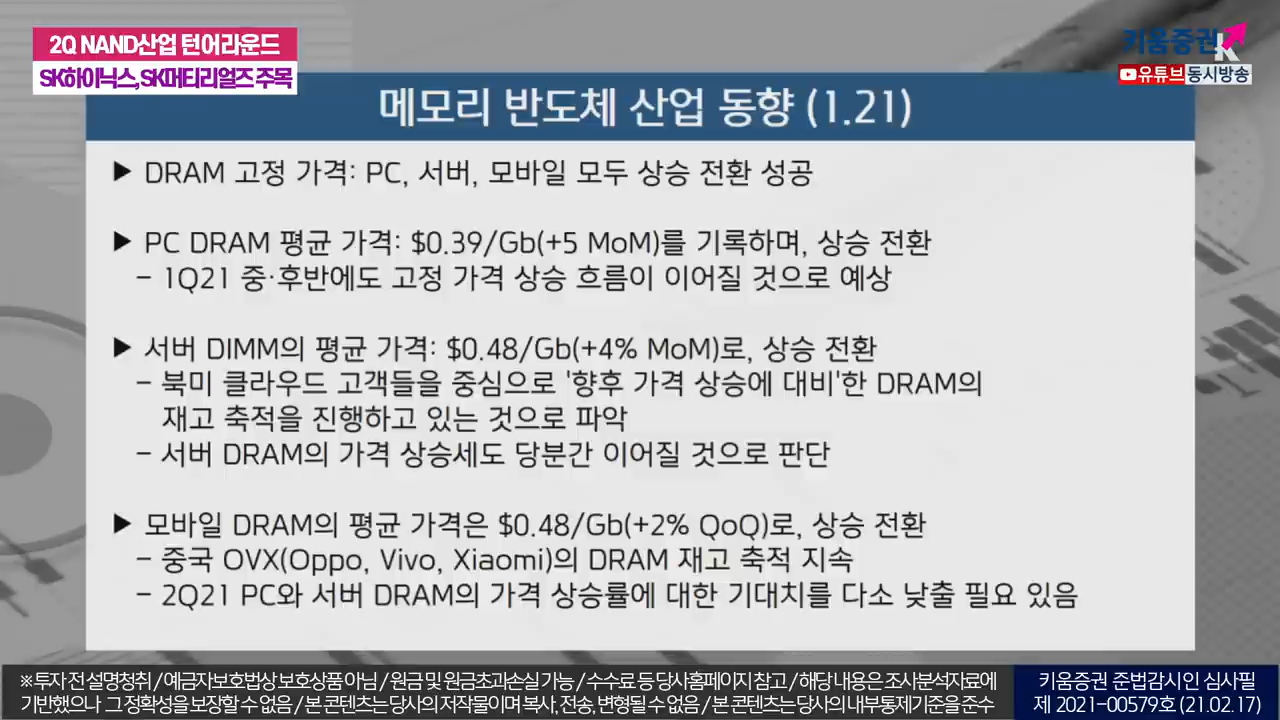 2Q NAND산업 턴어라운드
SK하이닉스, SK머티리얼즈 주목
키움증권
유튜브동시방송
메모리 반도체 산업 동향 (1.21)
▶ DRAM 고정 가격: PC, 서버, 모바일 모두 상승 전환 성공
▶ PC DRAM 평균 가격: $0.39/Gb(+5 MoM)를 기록하며, 상승 전환
– 1Q21 중·후반에도 고정 가격 상승 흐름이 이어질 것으로 예상
▶ 서버 DIMM의 평균 가격: $0.48/Gb(+4% MoM)로, 상승 전환
– 북미 클라우드 고객들을 중심으로 '향후 가격 상승에 대비'한 DRAM의
재고 축적을 진행하고 있는 것으로 파악
– 서버 DRAM의 가격 상승세도 당분간 이어질 것으로 판단
▶ 모바일 DRAM의 평균 가격은 $0.48/Gb(+2% QoQ)로, 상승 전환
– 중국 OVX(Oppo, Vivo, Xiaomi)의 DRAM 재고 축적 지속
– 2Q21 PC와 서버 DRAM의 가격 상승률에 대한 기대치를 다소 낮출 필요 있음
※ 투자 전 설명청취 / 예금자보호법상 보호상품 아님 / 원금 및 원금초과손실 가능 / 수수료 등 당사홈페이지 참고 / 해당 내용은 조사분석자료에
기반했으나 그 정확성을 보장할 수 없음 / 본 콘텐츠는 당사의 저작물이며 복사, 전송, 변형될 수 없음 / 본 콘텐츠는 당사의 내부통제기준을 준수
키움증권 준법감시인 심사필
제 2021-00579호 (21.02.17)